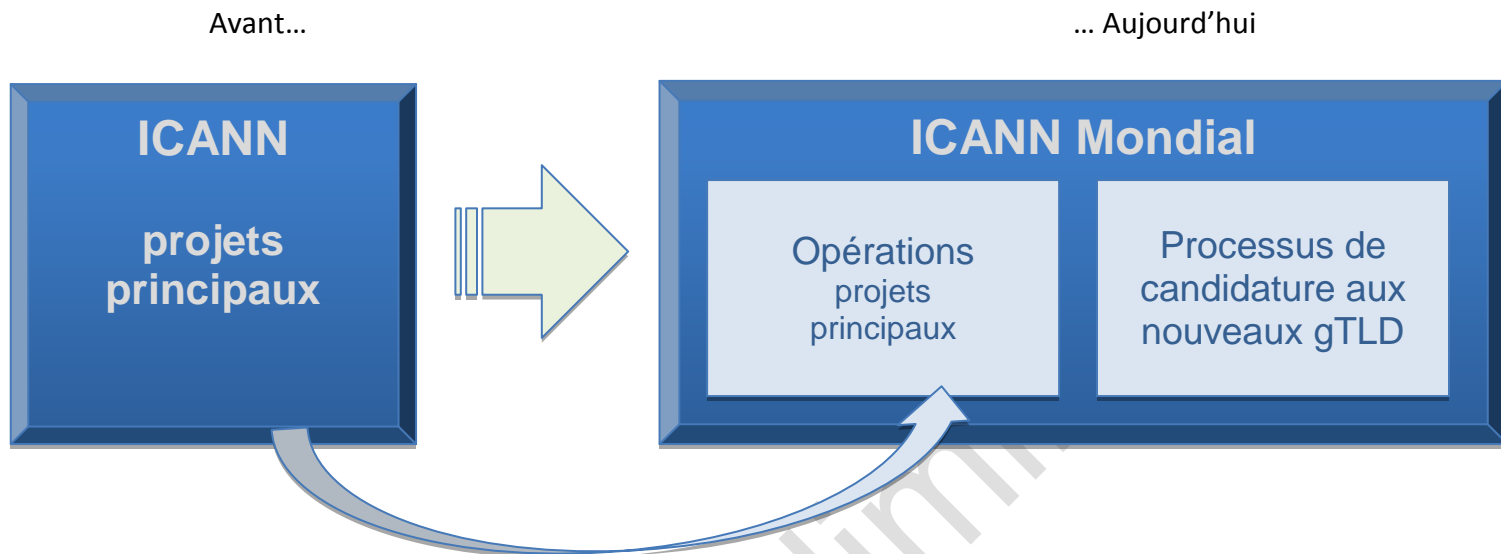 Avant…
… Aujourd’hui
ICANN
projets
principaux
ICANN Mondial
Opérations
projets
principaux
Processus de
candidature aux
nouveaux gTLD